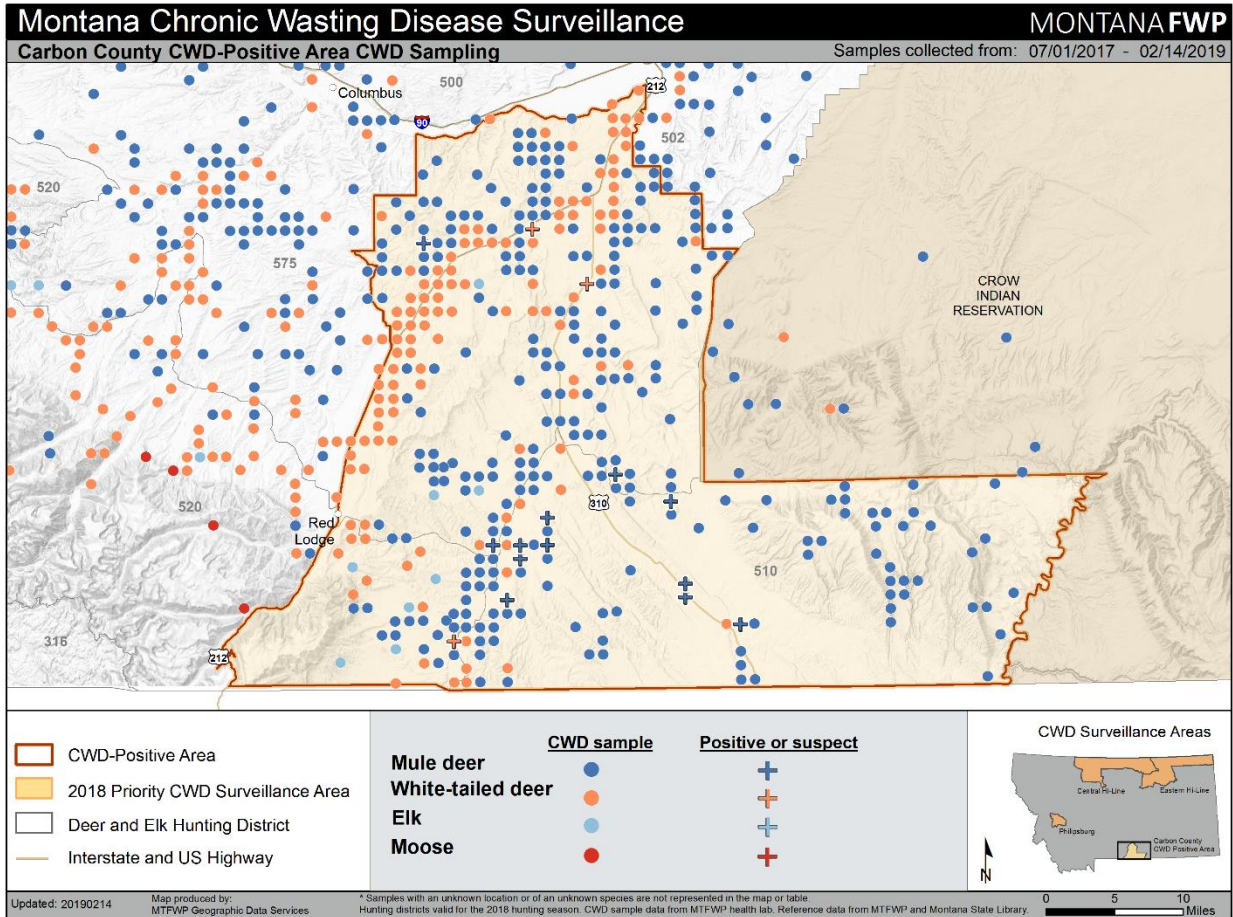 Montana Chronic Wasting Disease Surveillance
MONTANA FWP
Carbon County CWD-Positive Area CWD Sampling
Samples collected from: 07/01/2017 - 02/14/2019
Columbus
500
212
90
502
520
575
CROW
INDIAN
RESERVATION
310
520
Red
Lodge
510
316
212
CWD-Positive Area
2018 Priority CWD Surveillance Area
Deer and Elk Hunting District
Interstate and US Highway
CWD sample
Positive or suspect
Mule deer
White-tailed deer
Elk
Moose
CWD Surveillance Areas
Central Hi-Line
Eastern Hi-Line
Philipsburg
Carbon County
CWD Positive Area
N
0 5 10
Miles
Updated: 20190214
Map produced by:
MTFWP Geographic Data Services
* Samples with an unknown location or of an unknown species are not represented in the map or table.
Hunting districts valid for the 2018 hunting season. CWD sample data from MTFWP health lab. Reference data from MTFWP and Montana State Library.